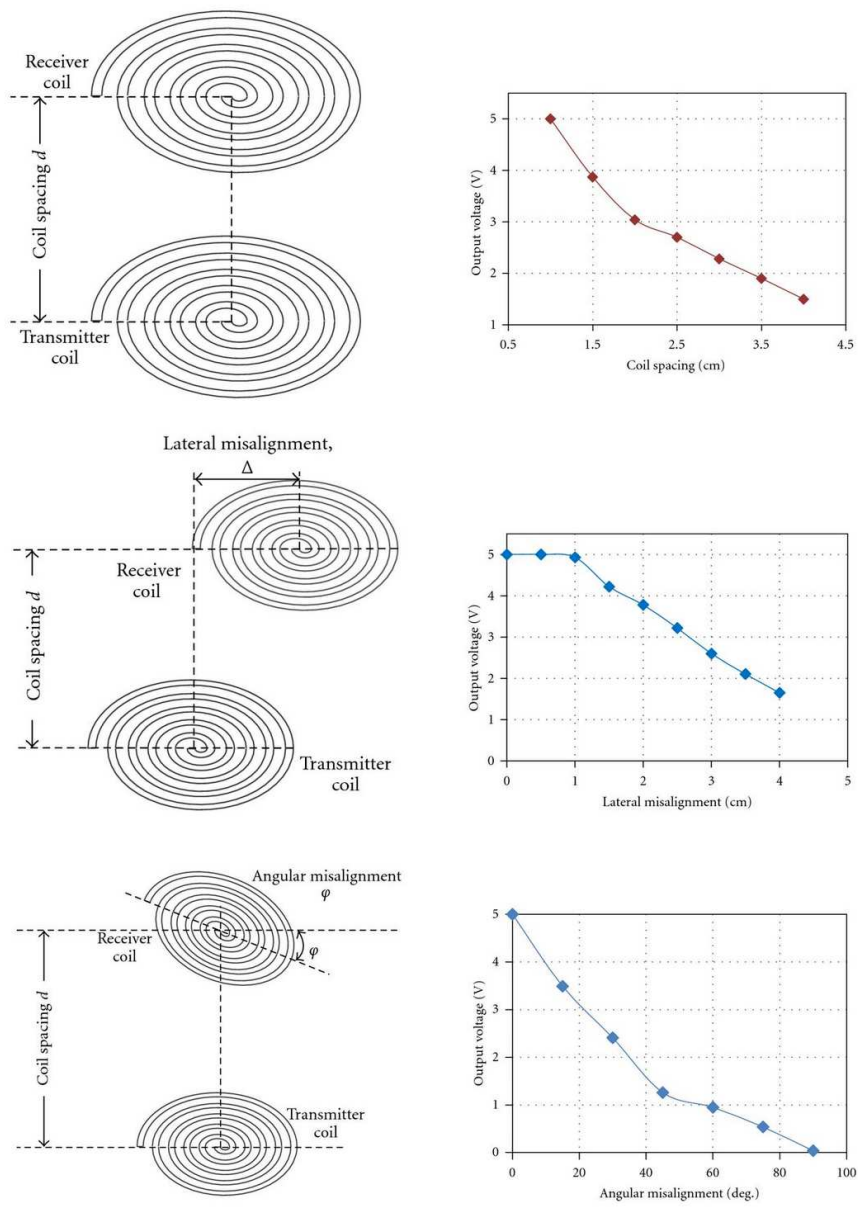 Receiver
coil
Coil spacing d
Transmitter
coil
Output voltage (V)
5
4
3
2
1
0.5 1.5 2.5 3.5 4.5
Coil spacing (cm)
Lateral misalignment,
Δ
Receiver
coil
Coil spacing d
Transmitter
coil
Output voltage (V)
5
4
3
2
1
0
0 1 2 3 4 5
Lateral misalignment (cm)
Angular misalignment
φ
Receiver
coil
φ
Coil spacing d
Transmitter
coil
Output voltage (V)
5
4
3
2
1
0
0 20 40 60 80 100
Angular misalignment (deg.)